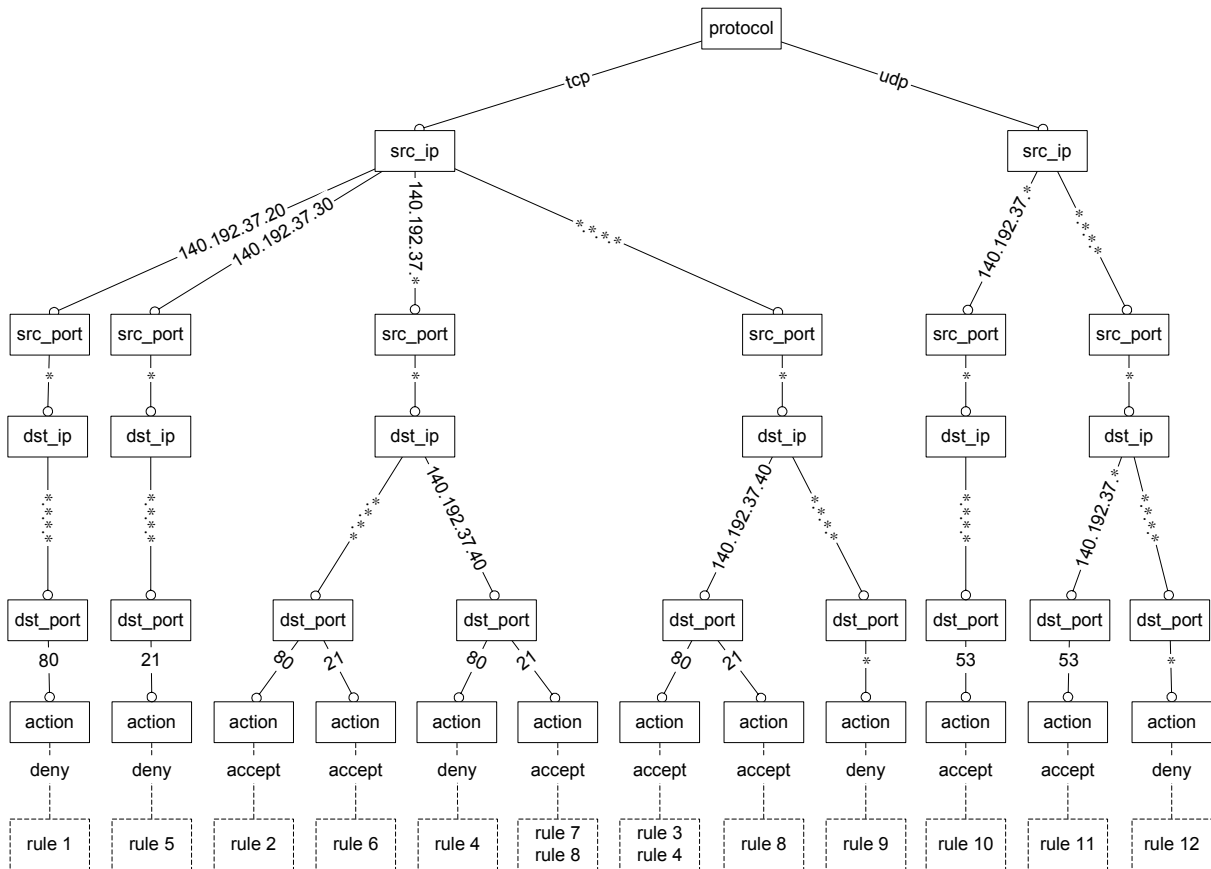 protocol
tcp
udp
src_ip
src_ip
140.192.37.20
140.192.37.30
140.192.37.*
*.*.*.*
140.192.37.*
*.*.*.*
src_port
src_port
src_port
src_port
src_port
src_port
*
*
*
*
*
*
dst_ip
dst_ip
dst_ip
dst_ip
dst_ip
dst_ip
*.*.*.*
*.*.*.*
*.*.*.*
140.192.37.40
140.192.37.40
*.*.*.*
*.*.*.*
140.192.37.*
*.*.*.*
dst_port
dst_port
dst_port
dst_port
dst_port
dst_port
dst_port
dst_port
dst_port
80
21
80
21
80
21
80
21
*
53
53
*
action
action
action
action
action
action
action
action
action
action
action
action
deny
deny
accept
accept
deny
accept
accept
accept
deny
accept
accept
deny
rule 1
rule 5
rule 2
rule 6
rule 4
rule 7
rule 8
rule 3
rule 4
rule 8
rule 9
rule 10
rule 11
rule 12